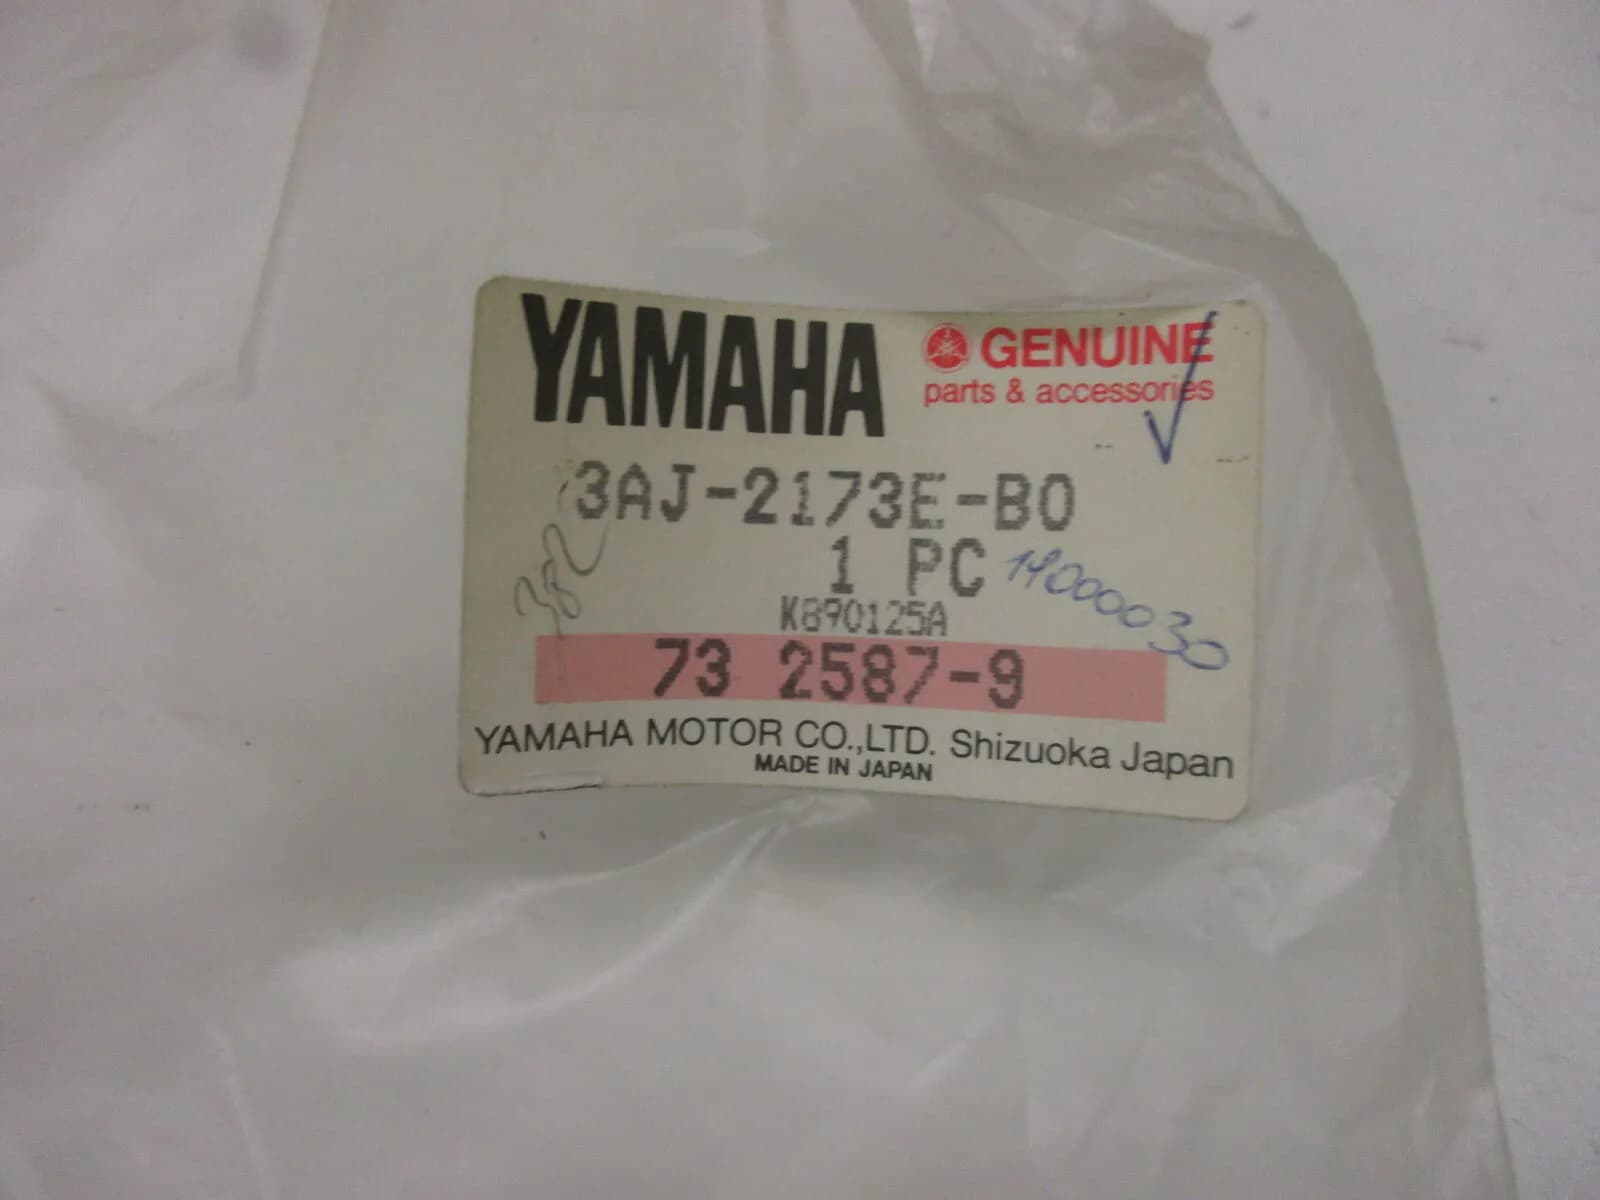 YAMAHA
GENUINE
parts & accessories
3AJ-2173E-B0
1 PC
K890125A
73 2587-9
YAMAHA MOTOR CO.,LTD. Shizuoka Japan
MADE IN JAPAN